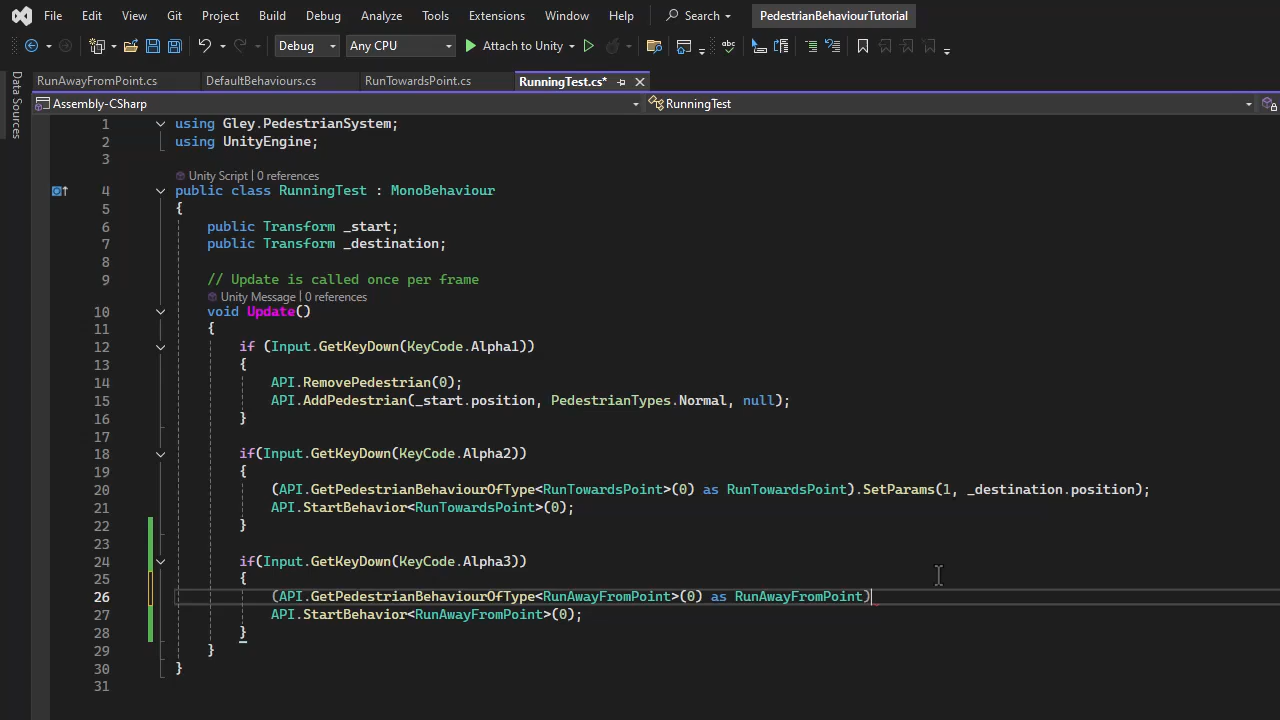 File Edit View Git Project Build Debug Analyze Tools Extensions Window Help Search PedestrianBehaviourTutorial
Debug Any CPU Attach to Unity
RunAwayFromPoint.cs DefaultBehaviours.cs RunTowardsPoint.cs RunningTest.cs*
Data Sources
Assembly-CSharp RunningTest
1 using Gley.PedestrianSystem;
2 using UnityEngine;
3
Unity Script | 0 references
4 public class RunningTest : MonoBehaviour
5 {
6 public Transform _start;
7 public Transform _destination;
8
9 // Update is called once per frame
Unity Message | 0 references
10 void Update()
11 {
12 if (Input.GetKeyDown(KeyCode.Alpha1))
13 {
14 API.RemovePedestrian(0);
15 API.AddPedestrian(_start.position, PedestrianTypes.Normal, null);
16 }
17
18 if(Input.GetKeyDown(KeyCode.Alpha2))
19 {
20 (API.GetPedestrianBehaviourOfType<RunTowardsPoint>(0) as RunTowardsPoint).SetParams(1, _destination.position);
21 API.StartBehavior<RunTowardsPoint>(0);
22 }
23
24 if(Input.GetKeyDown(KeyCode.Alpha3))
25 {
26 (API.GetPedestrianBehaviourOfType<RunAwayFromPoint>(0) as RunAwayFromPoint)
27 API.StartBehavior<RunAwayFromPoint>(0);
28 }
29 }
30 }
31